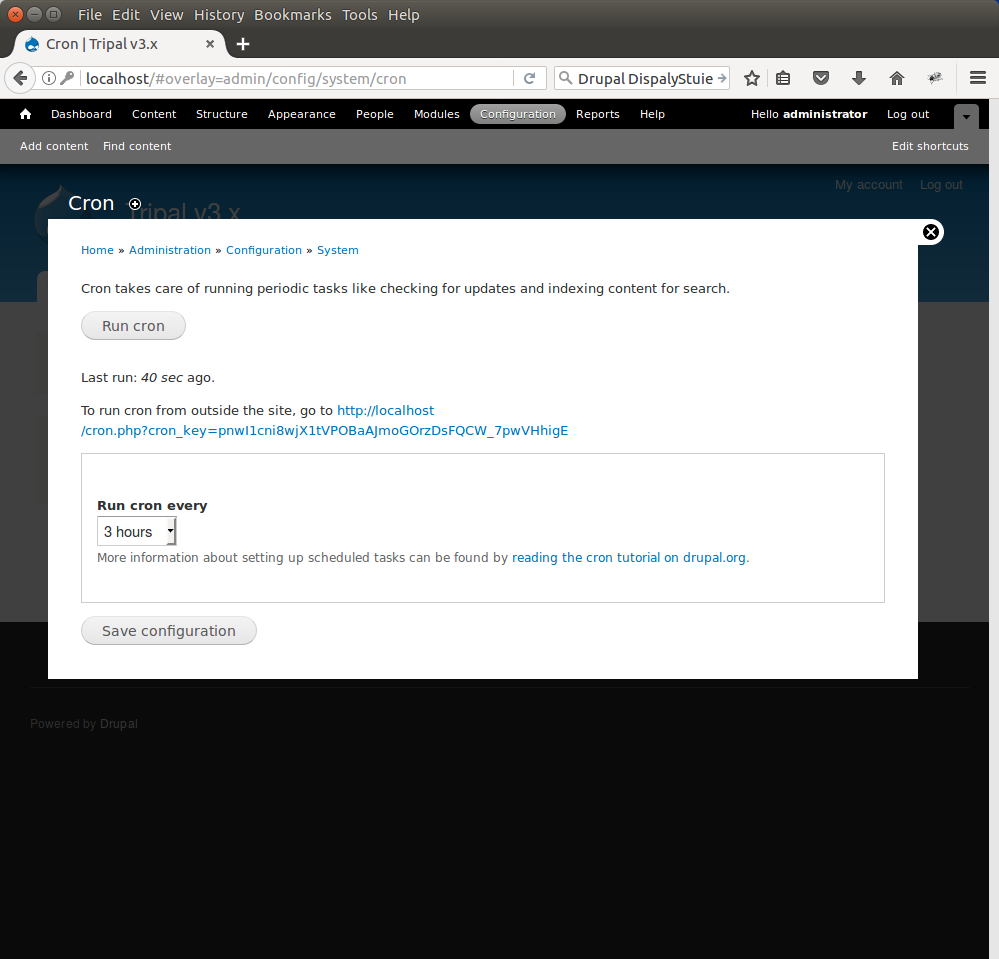 File Edit View History Bookmarks Tools Help
Cron | Tripal v3.x
localhost/#overlay=admin/config/system/cron
Drupal DispalyStuie
Dashboard Content Structure Appearance People Modules Configuration Reports Help Hello administrator Log out
Add content Find content Edit shortcuts
My account Log out
Cron
Tripal v3.x
Home » Administration » Configuration » System
Cron takes care of running periodic tasks like checking for updates and indexing content for search.
Run cron
Last run: 40 sec ago.
To run cron from outside the site, go to http://localhost
/cron.php?cron_key=pnwI1cni8wjX1tVPOBaAJmoGOrzDsFQCW_7pwVHhigE
Run cron every
3 hours
More information about setting up scheduled tasks can be found by reading the cron tutorial on drupal.org.
Save configuration
Powered by Drupal